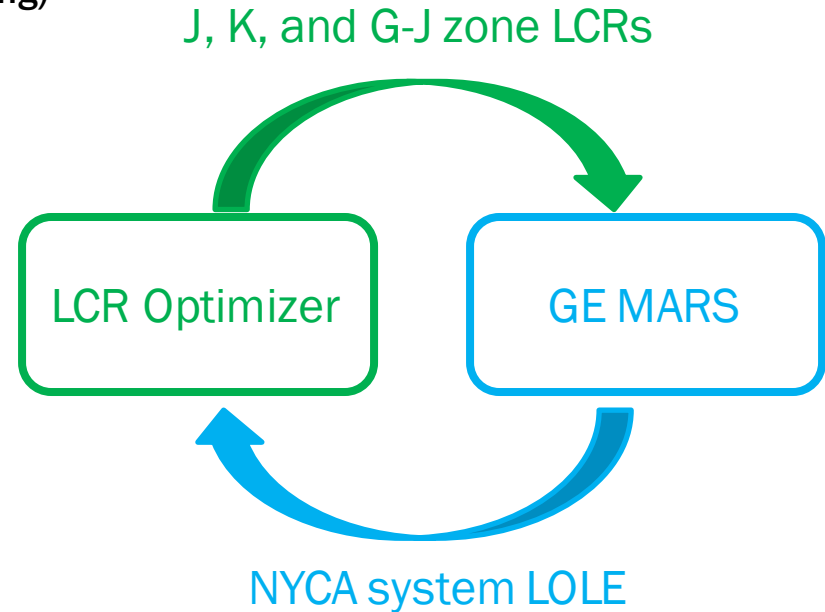 J, K, and G-J zone LCRs
LCR Optimizer
GE MARS
NYCA system LOLE